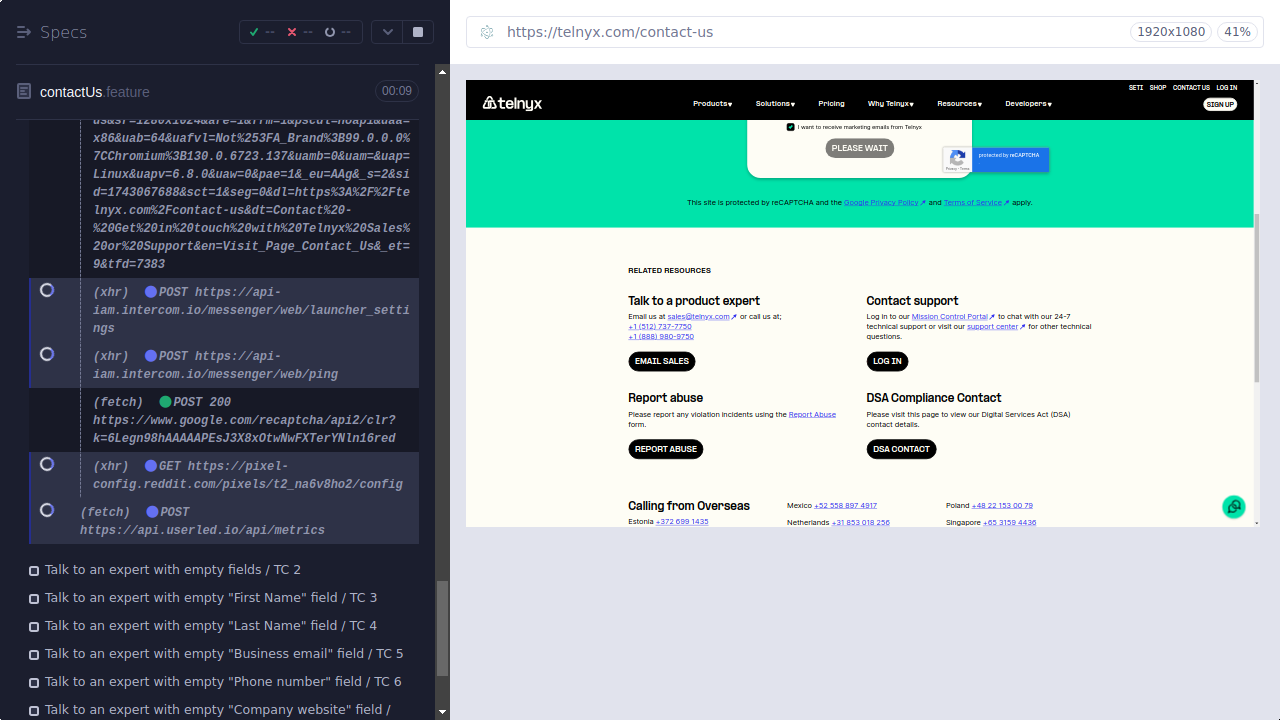 Specs
--
--
--
contactUs.feature
00:09
us&sr=1280x1024&are=1&frm=1&pscdl=noapi&uaa=
x86&uab=64&uafvl=Not%253FA_Brand%3B99.0.0.0%
7CChromium%3B130.0.6723.137&uamb=0&uam=&uap=
Linux&uapv=6.8.0&uaw=0&pae=1&_eu=AAg&_s=2&si
d=1743067688&sct=1&seg=0&dl=https%3A%2F%2Fte
lnyx.com%2Fcontact-us&dt=Contact%20-
%20Get%20in%20touch%20with%20Telnyx%20Sales%
20or%20Support&en=Visit_Page_Contact_Us&_et=
9&tfd=7383
(xhr) POST https://api-
iam.intercom.io/messenger/web/launcher_setti
ngs
(xhr) POST https://api-
iam.intercom.io/messenger/web/ping
(fetch) POST 200
https://www.google.com/recaptcha/api2/clr?
k=6Legn98hAAAAAPEsJ3X8xOtwNwFXTerYNln16red
(xhr) GET https://pixel-
config.reddit.com/pixels/t2_na6v8ho2/config
(fetch) POST
https://api.userled.io/api/metrics
Talk to an expert with empty fields / TC 2
Talk to an expert with empty "First Name" field / TC 3
Talk to an expert with empty "Last Name" field / TC 4
Talk to an expert with empty "Business email" field / TC 5
Talk to an expert with empty "Phone number" field / TC 6
Talk to an expert with empty "Company website" field /
https://telnyx.com/contact-us
1920x1080
41%
SETI SHOP CONTACT US LOG IN
telnyx
Products Solutions Pricing Why Telnyx Resources Developers
SIGN UP
I want to receive marketing emails from Telnyx
PLEASE WAIT
protected by reCAPTCHA
Privacy - Terms
This site is protected by reCAPTCHA and the Google Privacy Policy and Terms of Service apply.
RELATED RESOURCES
Talk to a product expert
Email us at sales@telnyx.com or call us at;
+1 (512) 737-7750
+1 (888) 980-9750
EMAIL SALES
Contact support
Log in to our Mission Control Portal to chat with our 24-7
technical support or visit our support center for other technical
questions.
LOG IN
Report abuse
Please report any violation incidents using the Report Abuse
form.
REPORT ABUSE
DSA Compliance Contact
Please visit this page to view our Digital Services Act (DSA)
contact details.
DSA CONTACT
Calling from Overseas
Estonia +372 699 1435
Mexico +52 558 897 4917
Netherlands +31 853 018 256
Poland +48 22 153 00 79
Singapore +65 3159 4436